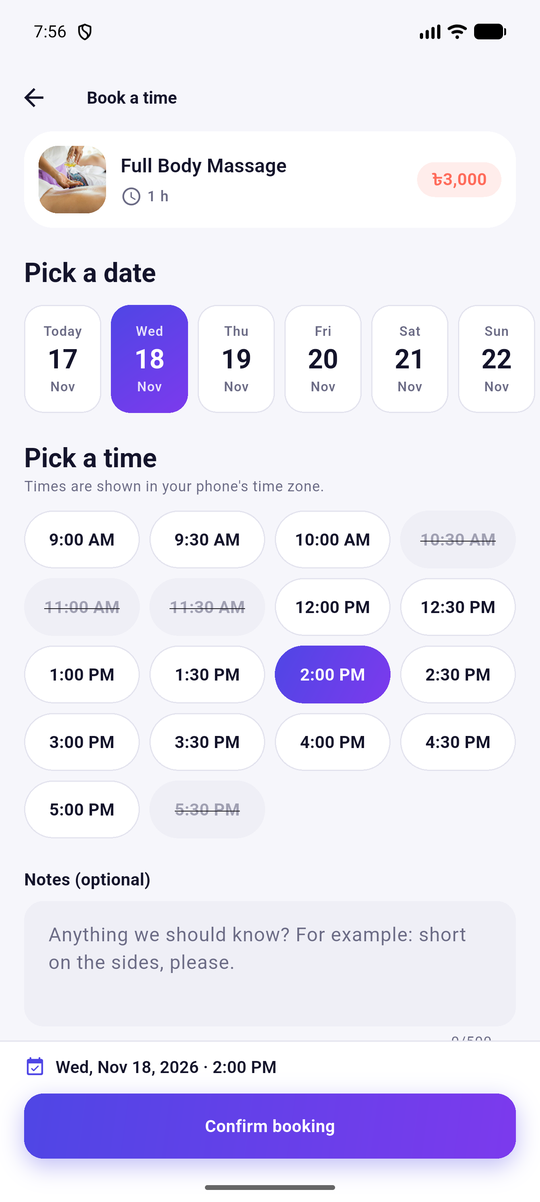 7:56
Book a time
Full Body Massage
1 h
৳3,000
Pick a date
Today Wed Thu Fri Sat Sun
17 18 19 20 21 22
Nov Nov Nov Nov Nov Nov
Pick a time
Times are shown in your phone's time zone.
9:00 AM 9:30 AM 10:00 AM 10:30 AM
11:00 AM 11:30 AM 12:00 PM 12:30 PM
1:00 PM 1:30 PM 2:00 PM 2:30 PM
3:00 PM 3:30 PM 4:00 PM 4:30 PM
5:00 PM 5:30 PM
Notes (optional)
Anything we should know? For example: short
on the sides, please.
0/500
Wed, Nov 18, 2026 · 2:00 PM
Confirm booking